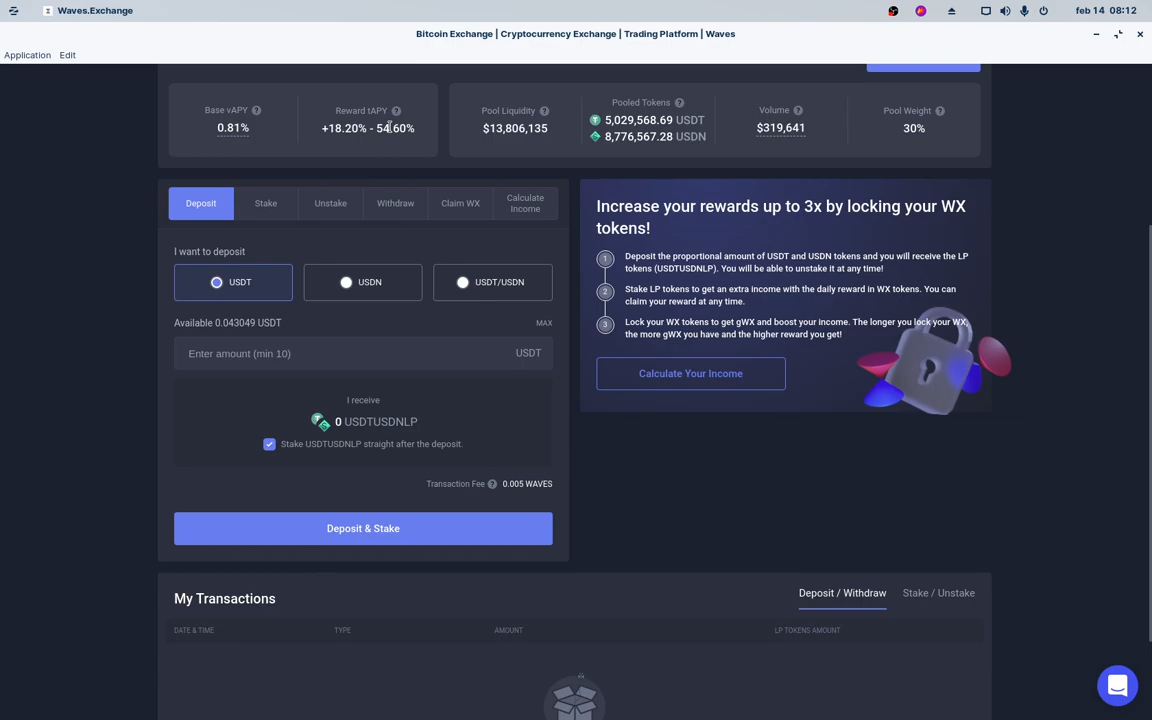 Waves.Exchange
feb 14 08:12
Bitcoin Exchange | Cryptocurrency Exchange | Trading Platform | Waves
Application Edit
Base vAPY ?
0.81%
Reward tAPY ?
+18.20% - 54.60%
Pool Liquidity ?
$13,806,135
Pooled Tokens ?
5,029,568.69 USDT
8,776,567.28 USDN
Volume ?
$319,641
Pool Weight ?
30%
Deposit
Stake
Unstake
Withdraw
Claim WX
Calculate
Income
I want to deposit
USDT
USDN
USDT/USDN
Available 0.043049 USDT
MAX
Enter amount (min 10)
USDT
I receive
0 USDTUSDNLP
Stake USDTUSDNLP straight after the deposit.
Transaction Fee ? 0.005 WAVES
Deposit & Stake
Increase your rewards up to 3x by locking your WX
tokens!
1 Deposit the proportional amount of USDT and USDN tokens and you will receive the LP
tokens (USDTUSDNLP). You will be able to unstake it at any time!
2 Stake LP tokens to get an extra income with the daily reward in WX tokens. You can
claim your reward at any time.
3 Lock your WX tokens to get gWX and boost your income. The longer you lock your WX,
the more gWX you have and the higher reward you get!
Calculate Your Income
My Transactions
Deposit / Withdraw
Stake / Unstake
DATE & TIME
TYPE
AMOUNT
LP TOKENS AMOUNT